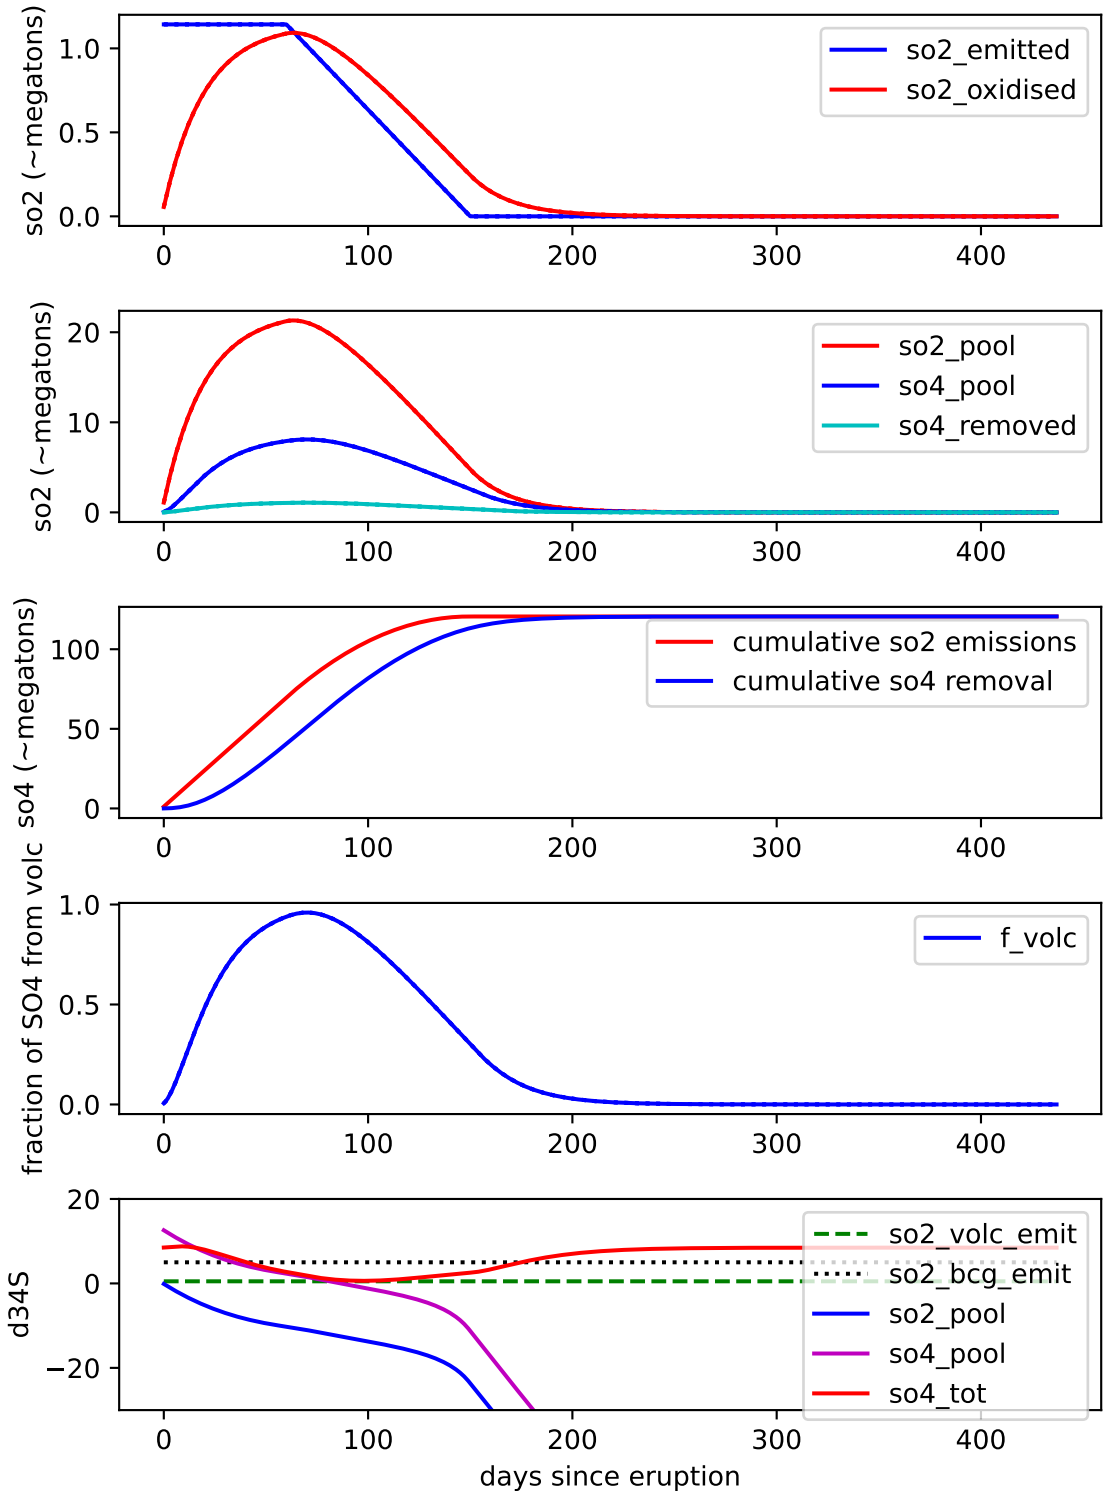 so2 (~megatons)
1.0
0.5
0.0
so2_emitted
so2_oxidised
0 100 200 300 400
so2 (~megatons)
20
10
0
so2_pool
so4_pool
so4_removed
0 100 200 300 400
so4 (~megatons)
100
50
0
cumulative so2 emissions
cumulative so4 removal
0 100 200 300 400
fraction of SO4 from volc
1.0
0.5
0.0
f_volc
0 100 200 300 400
d34S
20
0
−20
so2_volc_emit
so2_bcg_emit
so2_pool
so4_pool
so4_tot
0 100 200 300 400
days since eruption